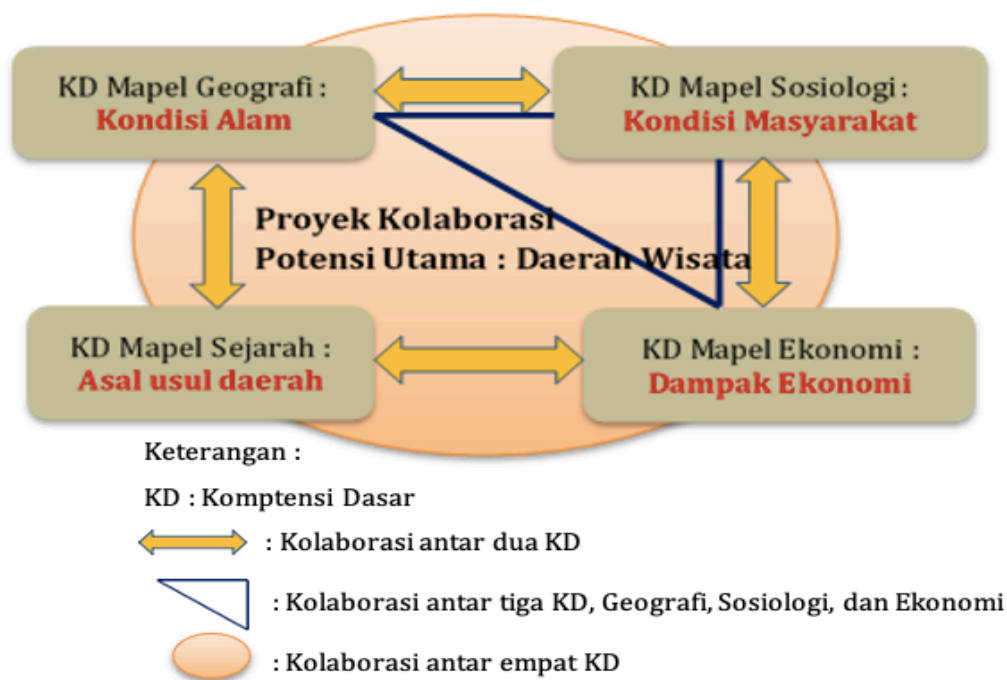 KD Mapel Geografi :
Kondisi Alam
KD Mapel Sosiologi :
Kondisi Masyarakat
Proyek Kolaborasi
Potensi Utama : Daerah Wisata
KD Mapel Sejarah :
Asal usul daerah
KD Mapel Ekonomi :
Dampak Ekonomi
Keterangan :
KD : Komptensi Dasar
: Kolaborasi antar dua KD
: Kolaborasi antar tiga KD, Geografi, Sosiologi, dan Ekonomi
: Kolaborasi antar empat KD